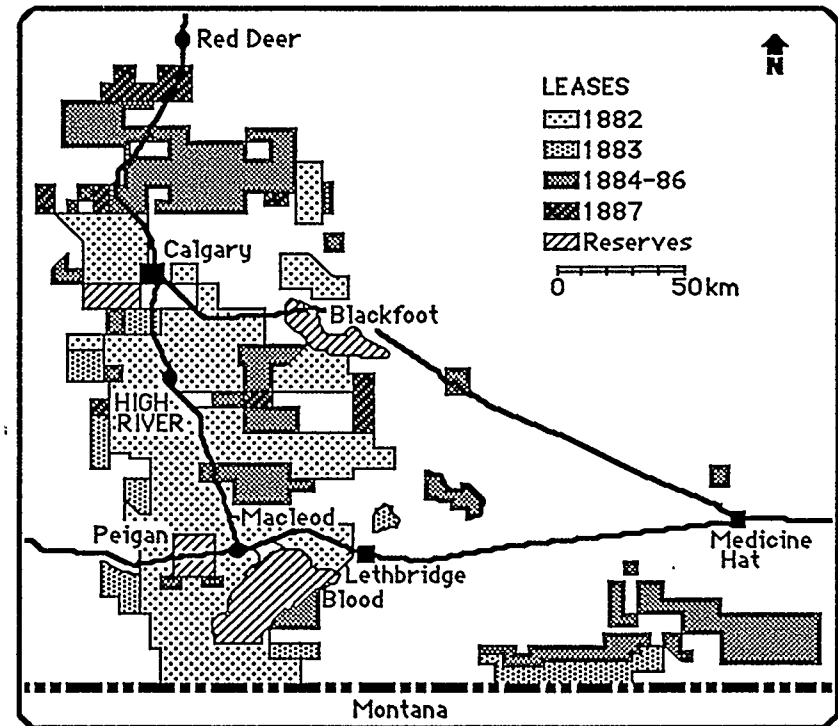 Red Deer
N
LEASES
1882
1883
1884-86
1887
Reserves
0 50km
Calgary
Blackfoot
HIGH
RIVER
Macleod
Peigan
Medicine
Hat
Lethbridge
Blood
Montana